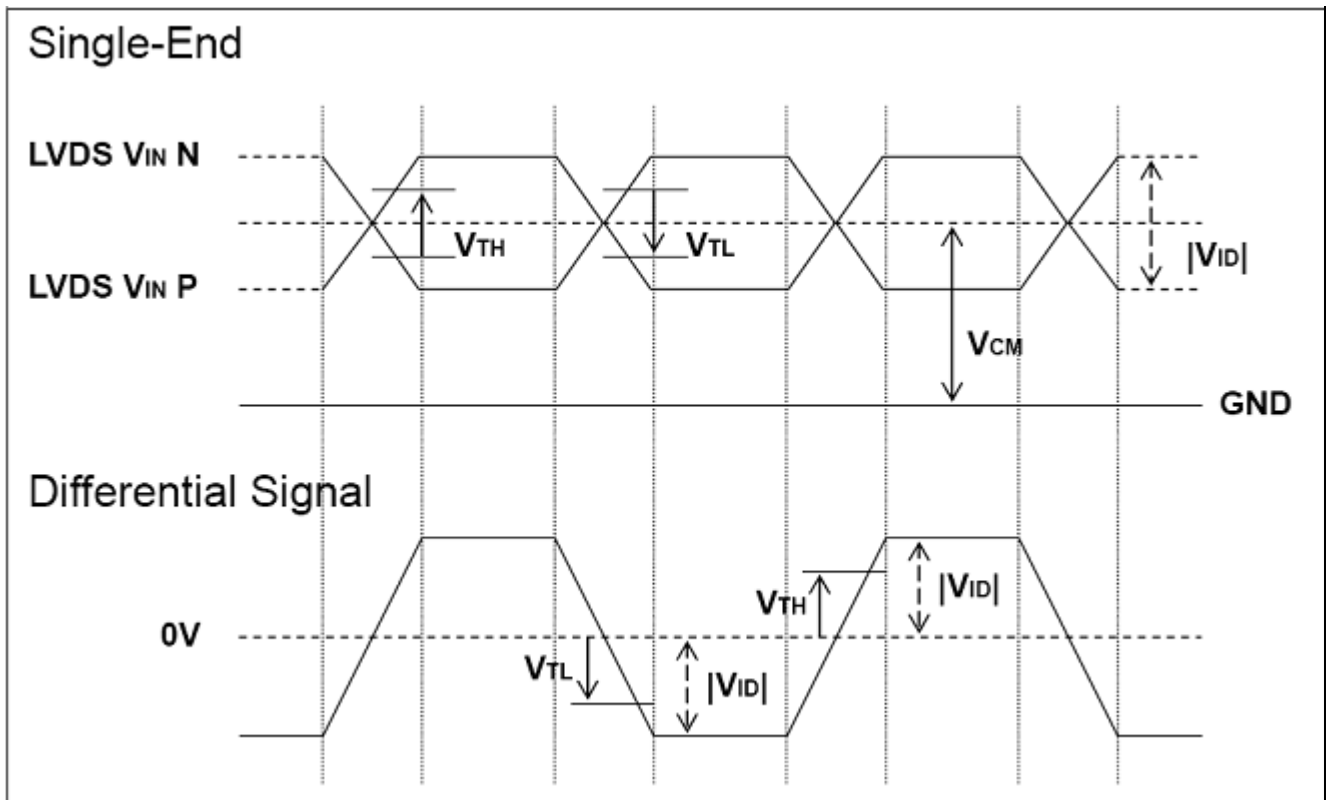 Single-End
LVDS VIN N
VTH
VTL
|VID|
LVDS VIN P
VCM
GND
Differential Signal
|VID|
VTH
0V
VTL
|VID|